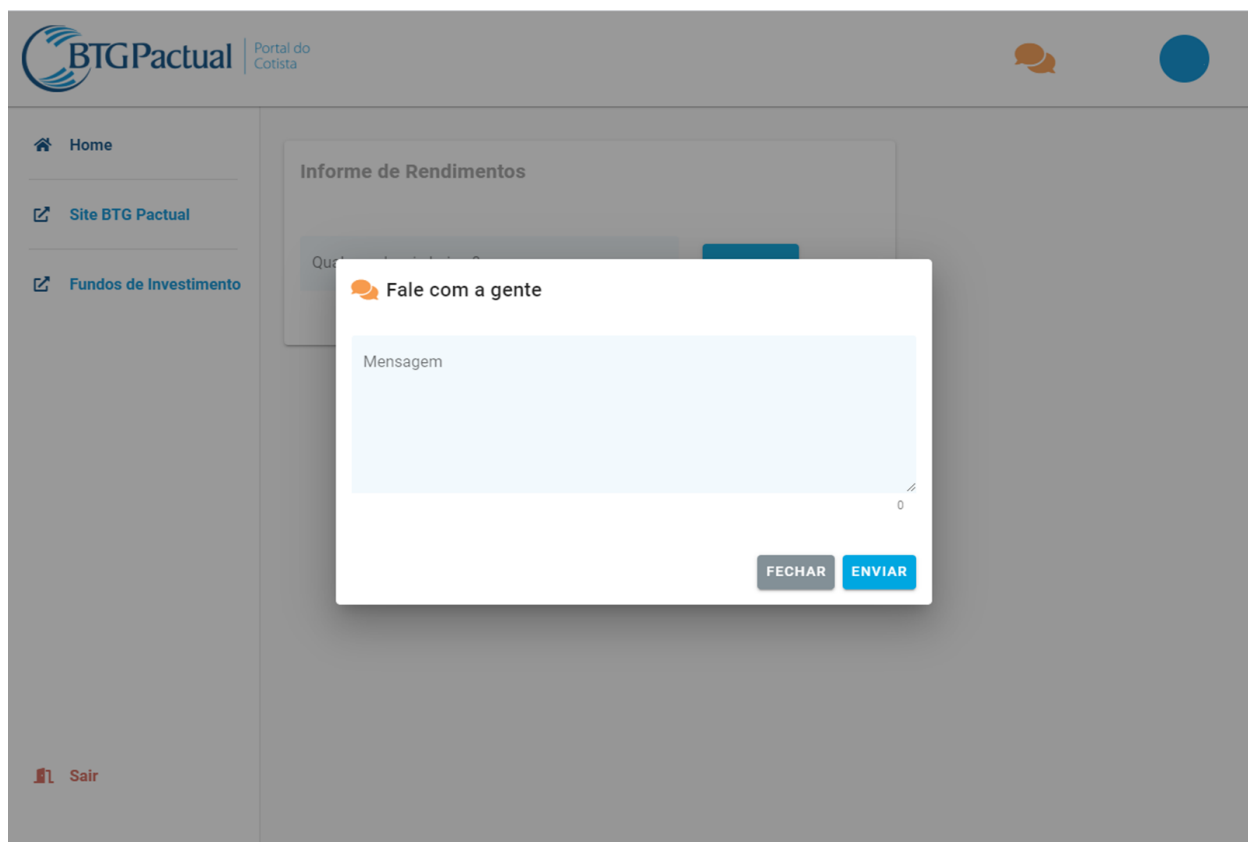 BTGPactual
Portal do
Cotista
Home
Site BTG Pactual
Fundos de Investimento
Sair
Informe de Rendimentos
Fale com a gente
Mensagem
0
FECHAR ENVIAR